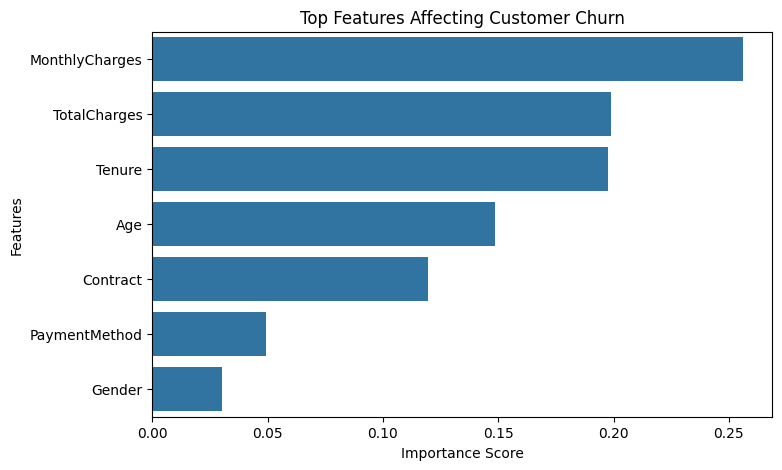 Top Features Affecting Customer Churn
Features
MonthlyCharges
TotalCharges
Tenure
Age
Contract
PaymentMethod
Gender
0.00 0.05 0.10 0.15 0.20 0.25
Importance Score